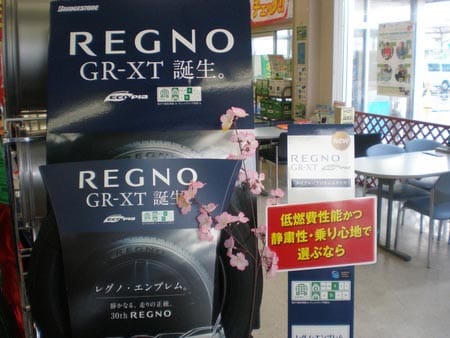 BRIDGESTONE
REGNO
GR-XT 誕生。
ECOPIA
REGNO
GR-XT 誕生
レグノ・エンブレム。
静かなる、走りの正統。
30th REGNO
NEW
REGNO
低燃費性能かつ
静粛性・乗り心地で
選ぶなら